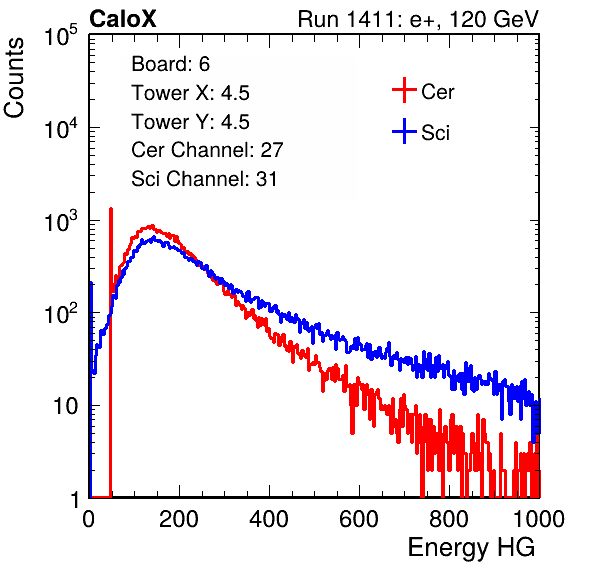 CaloX Run 1411: e+, 120 GeV
Counts
10^5
10^4
10^3
10^2
10
1
Board: 6
Tower X: 4.5
Tower Y: 4.5
Cer Channel: 27
Sci Channel: 31
Cer
Sci
0 200 400 600 800 1000
Energy HG